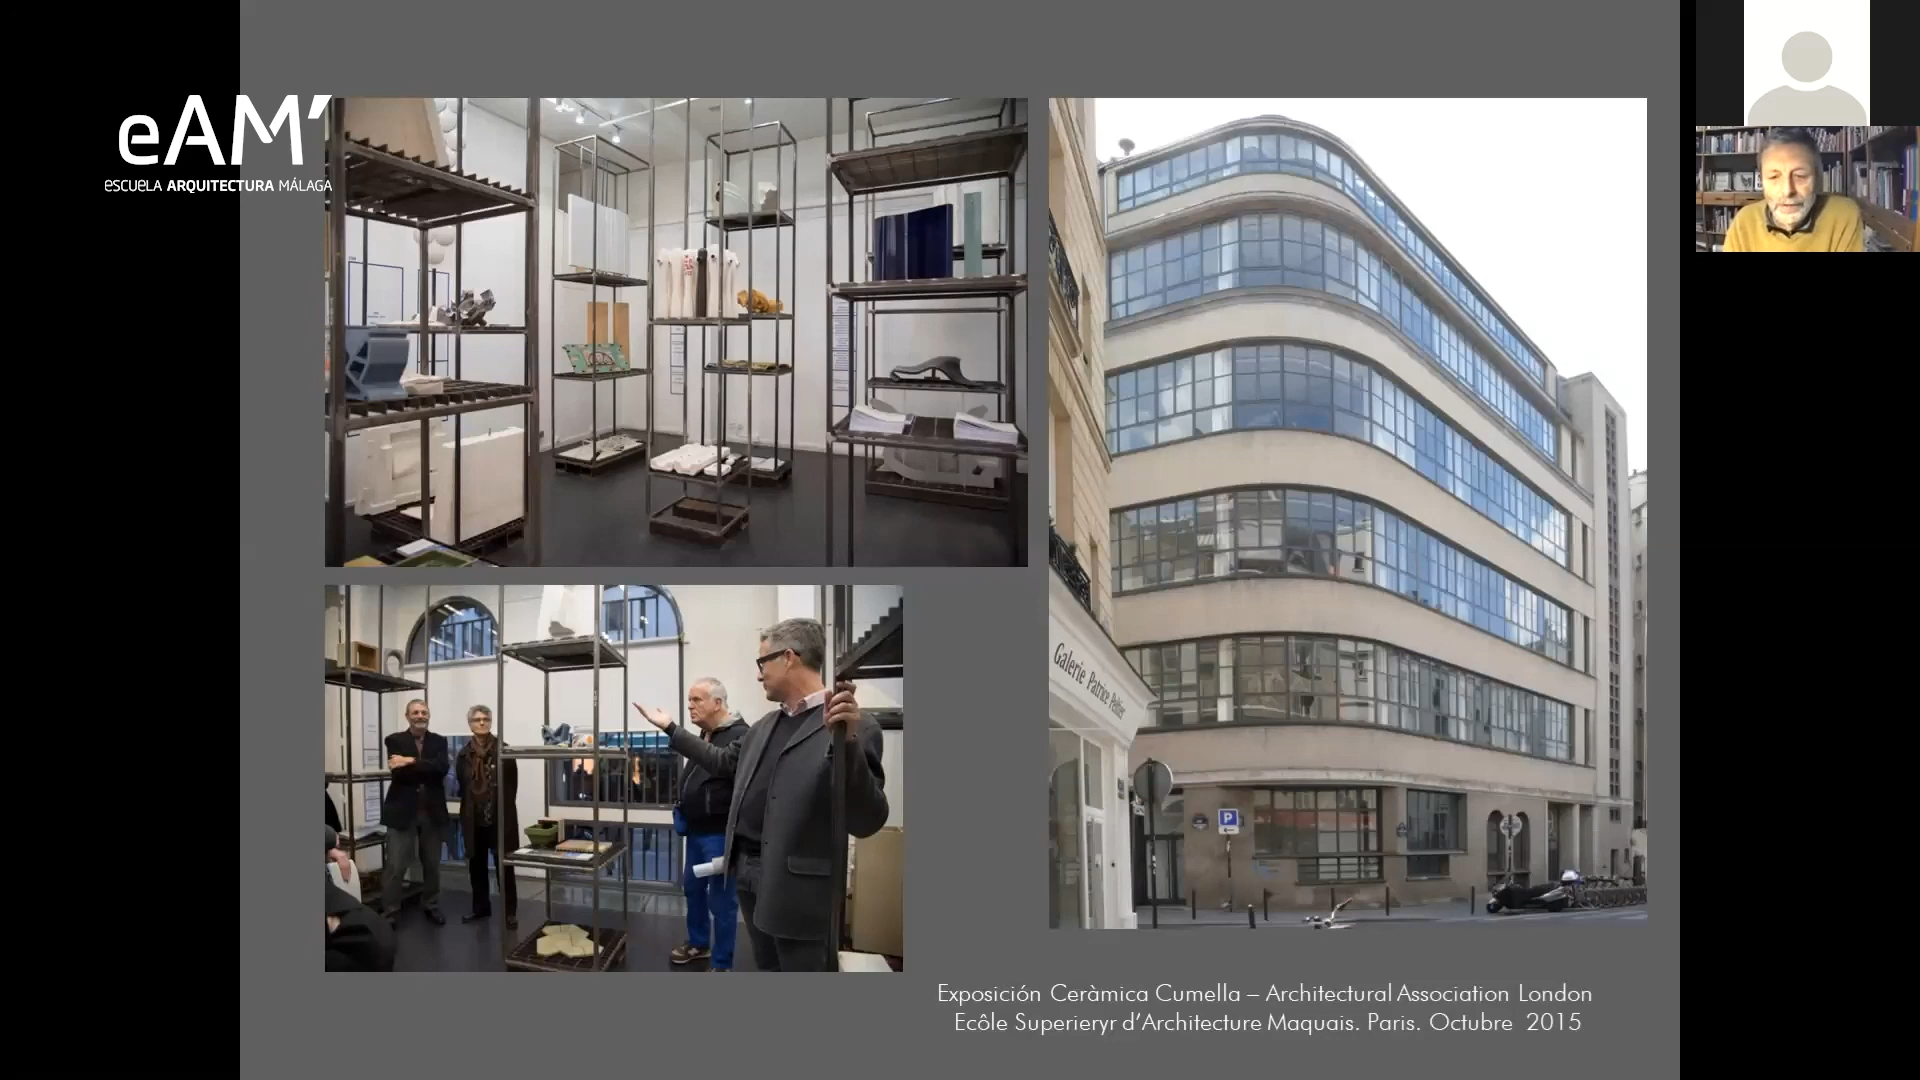 eAM'
escuela ARQUITECTURA MÁLAGA
Galerie Patrice Peltier
P
Exposición Ceràmica Cumella – Architectural Association London
Ecôle Superieryr d'Architecture Maquais. Paris. Octubre 2015